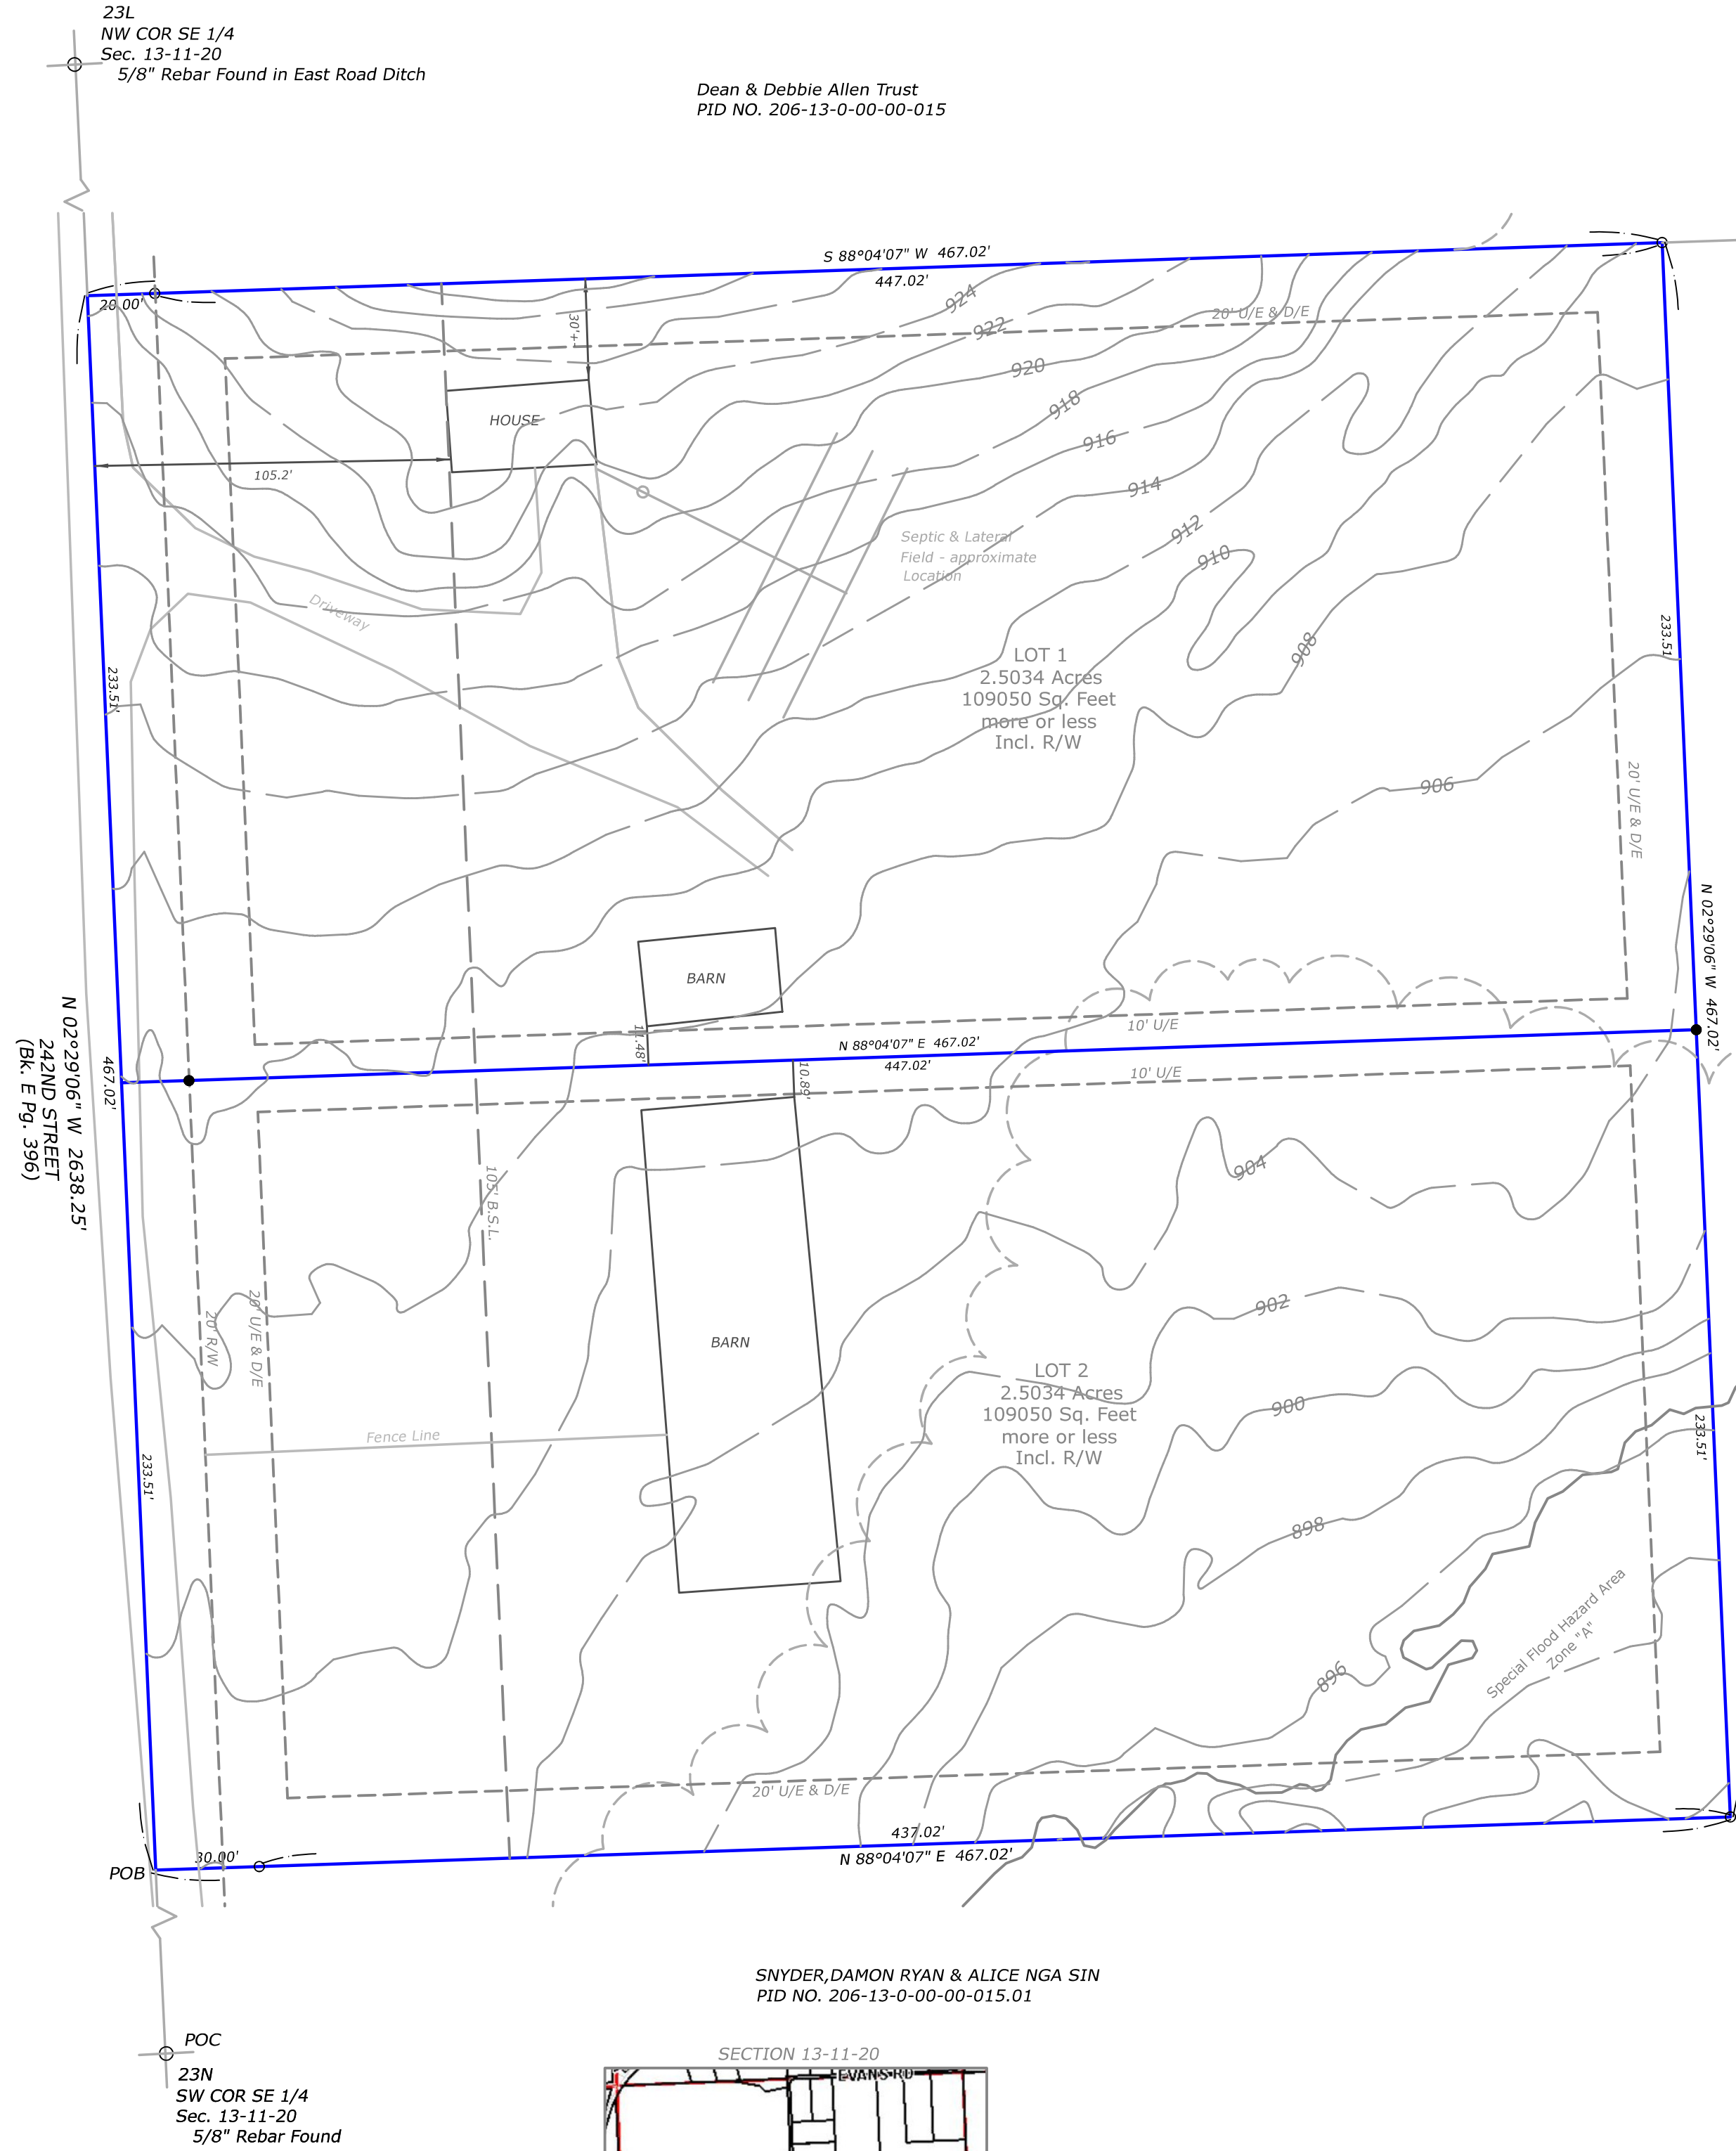 23L
NW COR SE 1/4
Sec. 13-11-20
5/8" Rebar Found in East Road Ditch
Dean & Debbie Allen Trust
PID NO. 206-13-0-00-00-015
S 88°04'07" W  467.02'
447.02'
20.00'
30'+-
924
922
920
918
916
914
912
910
908
906
20' U/E & D/E
HOUSE
105.2'
Septic & Lateral
Field - approximate
Location
Driveway
LOT 1
2.5034 Acres
109050 Sq. Feet
more or less
Incl. R/W
233.51'
233.51'
20' U/E & D/E
N 02°29'06" W  467.02'
BARN
11.48'
10' U/E
N 88°04'07" E  467.02'
447.02'
10' U/E
10.89'
467.02'
N 02°29'06" W  2638.25'
242ND STREET
(Bk. E Pg. 396)
105' B.S.L.
904
902
900
898
896
20' R/W
20' U/E & D/E
BARN
LOT 2
2.5034 Acres
109050 Sq. Feet
more or less
Incl. R/W
Fence Line
233.51'
233.51'
Special Flood Hazard Area
Zone "A"
20' U/E & D/E
437.02'
N 88°04'07" E  467.02'
30.00'
POB
SNYDER,DAMON RYAN & ALICE NGA SIN
PID NO. 206-13-0-00-00-015.01
POC
23N
SW COR SE 1/4
Sec. 13-11-20
5/8" Rebar Found
SECTION 13-11-20
EVANS RD